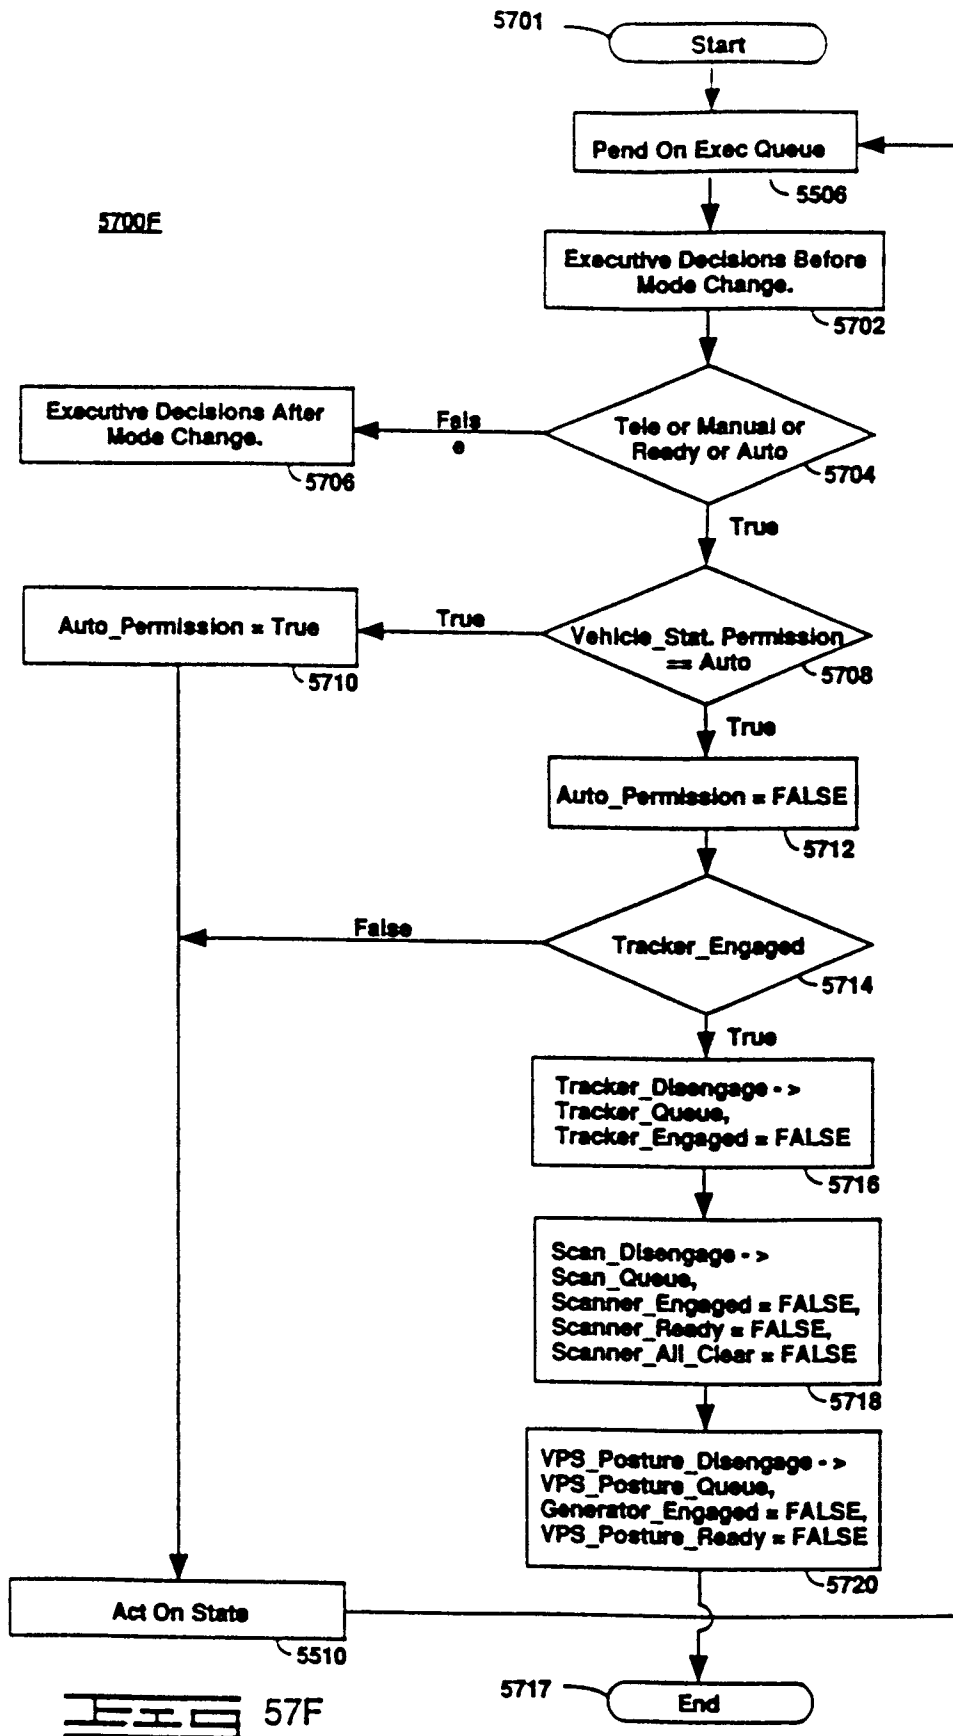 5701
Start
Pend On Exec Queue
5506
5700F
Executive Decisions Before
Mode Change.
5702
Executive Decisions After
Mode Change.
5706
Fals
e
Tele or Manual or
Ready or Auto
5704
True
Auto_Permission = True
5710
True
Vehicle_Stat. Permission
== Auto
5708
True
Auto_Permission = FALSE
5712
False
Tracker_Engaged
5714
True
Tracker_Disengage - >
Tracker_Queue,
Tracker_Engaged = FALSE
5716
Scan_Disengage - >
Scan_Queue,
Scanner_Engaged = FALSE,
Scanner_Ready = FALSE,
Scanner_All_Clear = FALSE
5718
VPS_Posture_Disengage - >
VPS_Posture_Queue,
Generator_Engaged = FALSE,
VPS_Posture_Ready = FALSE
5720
Act On State
5510
5717
End
57F